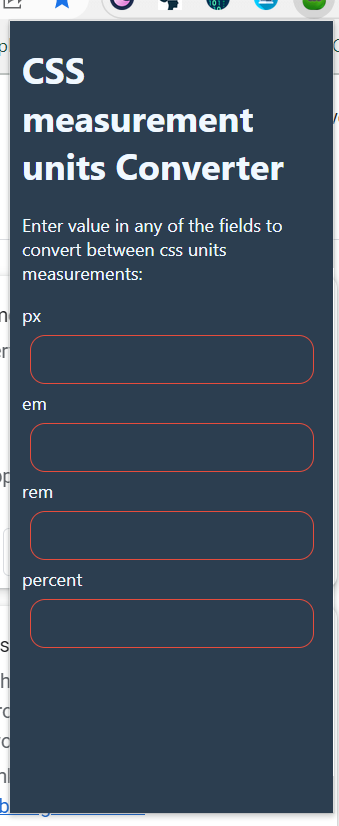 CSS
measurement
units Converter
Enter value in any of the fields to
convert between css units
measurements:
px
em
rem
percent